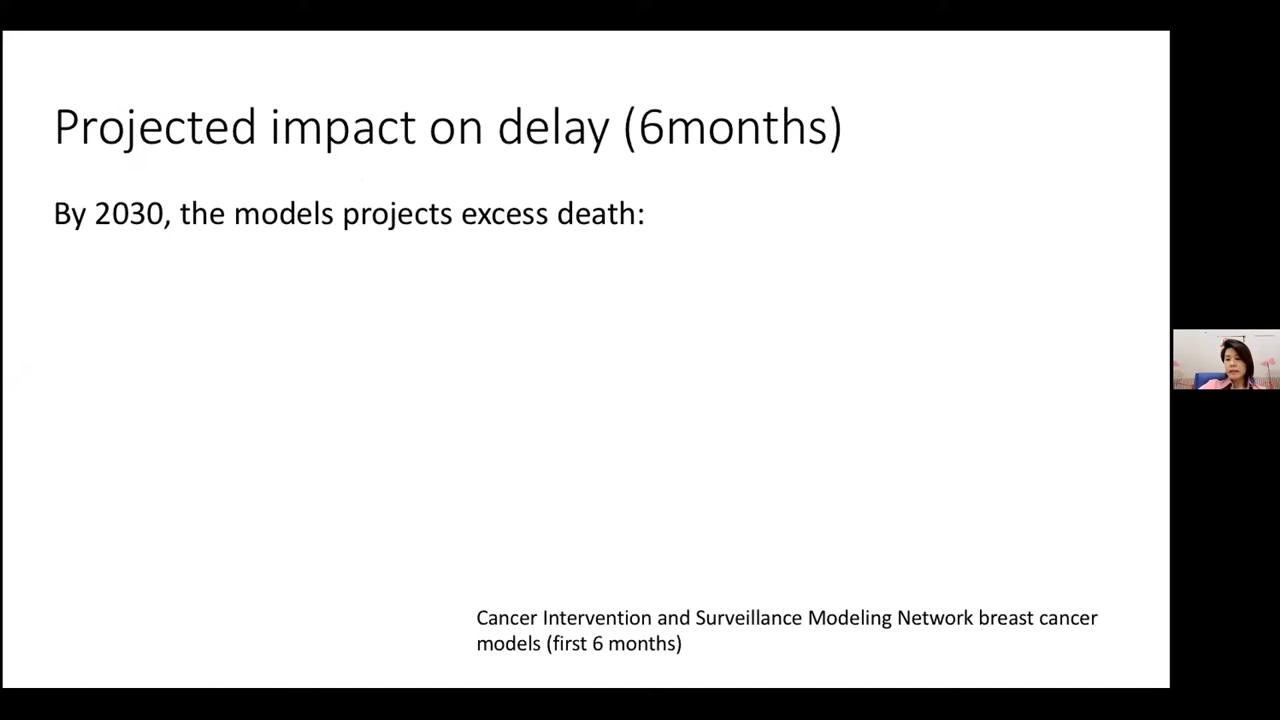 Projected impact on delay (6months)
By 2030, the models projects excess death:
Cancer Intervention and Surveillance Modeling Network breast cancer
models (first 6 months)